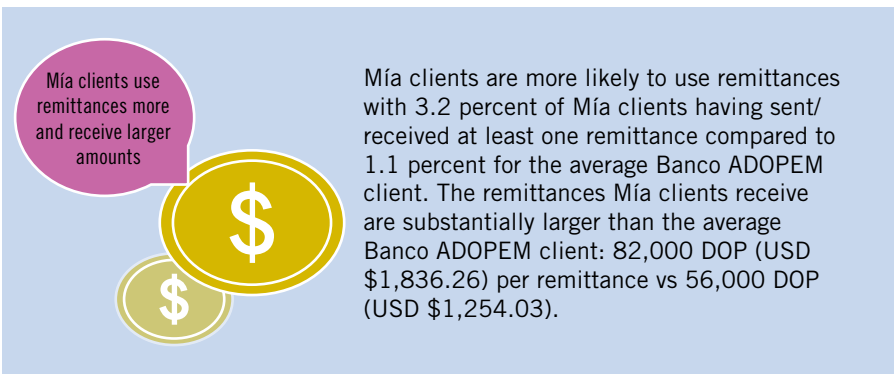 Mía clients use
remittances more
and receive larger
amounts
$
$
Mía clients are more likely to use remittances
with 3.2 percent of Mía clients having sent/
received at least one remittance compared to
1.1 percent for the average Banco ADOPEM
client. The remittances Mía clients receive
are substantially larger than the average
Banco ADOPEM client: 82,000 DOP (USD
$1,836.26) per remittance vs 56,000 DOP
(USD $1,254.03).